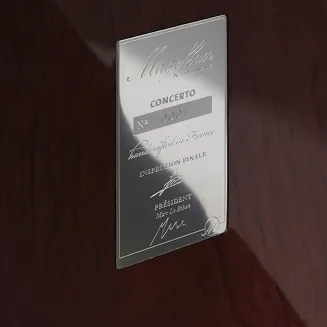 Magellan
CONCERTO
N°
handcrafted in France
INSPECTION FINALE
PRÉSIDENT
Marc Le Bihan